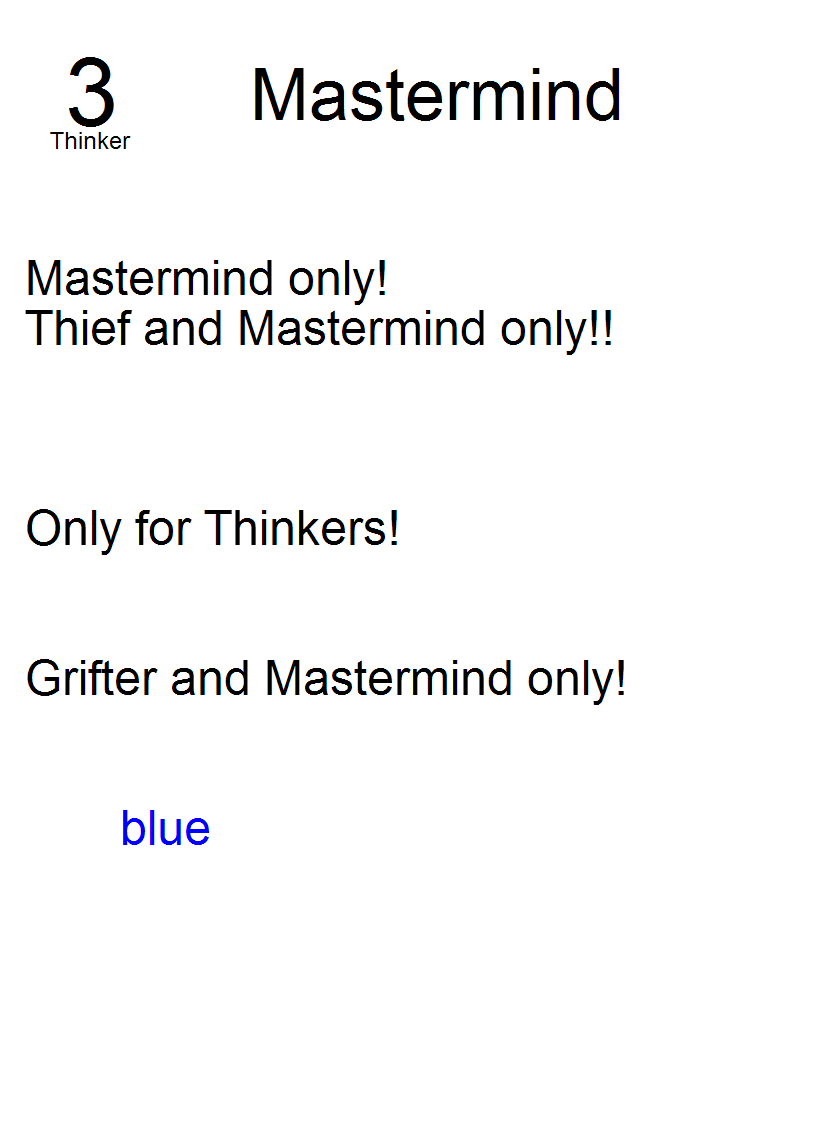 3
Thinker
Mastermind
Mastermind only!
Thief and Mastermind only!!
Only for Thinkers!
Grifter and Mastermind only!
blue